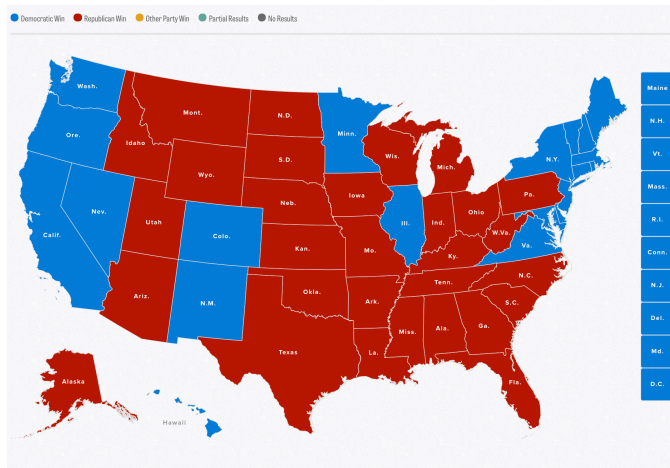 Democratic Win Republican Win Other Party Win Partial Results No Results
Wash.
Maine
Mont.
N.D.
N.H.
Ore.
Minn.
Idaho
Wis.
Mich.
N.Y.
Vt.
S.D.
Wyo.
Mass.
Iowa
Pa.
Neb.
Nev.
Utah
Ill.
Ind.
Ohio
R.I.
Calif.
Colo.
W.Va.
Va.
Kan.
Mo.
Ky.
Conn.
N.C.
Tenn.
Ariz.
N.M.
Okla.
Ark.
S.C.
N.J.
Miss.
Ala.
Ga.
Del.
Texas
La.
Md.
Alaska
Fla.
D.C.
Hawaii